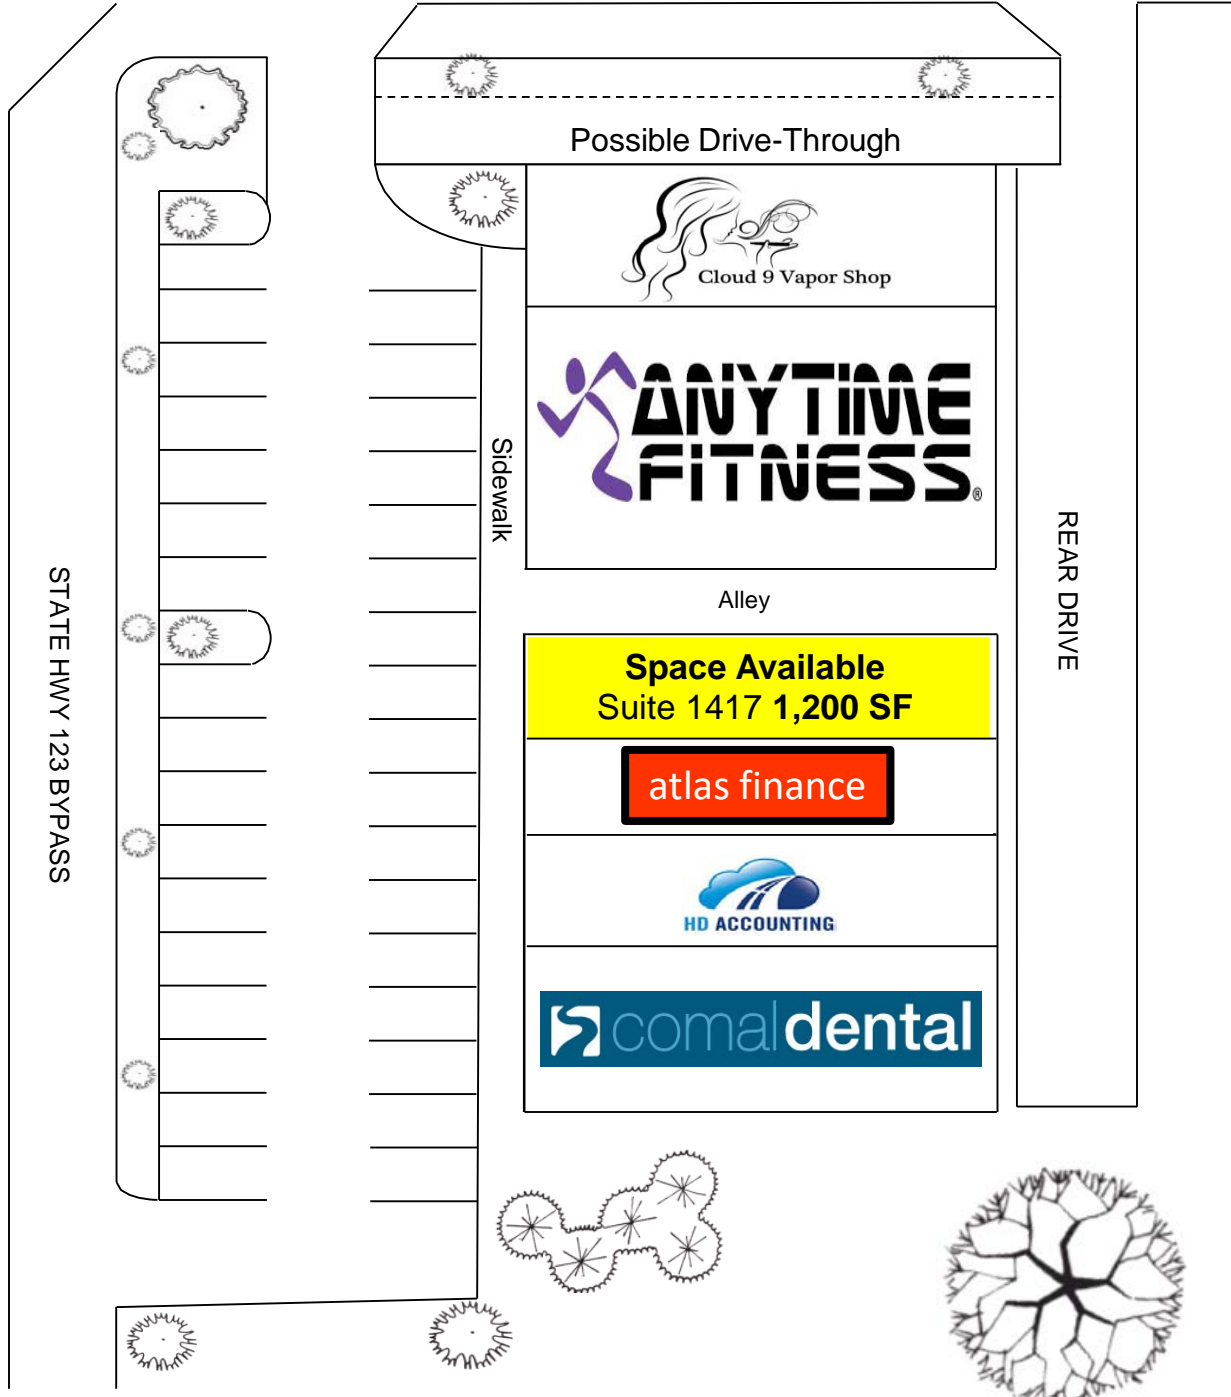 Possible Drive-Through
Cloud 9 Vapor Shop
ANYTIME
FITNESS®
Sidewalk
REAR DRIVE
STATE HWY 123 BYPASS
Alley
Space Available
Suite 1417 1,200 SF
atlas finance
HD ACCOUNTING
comaldental